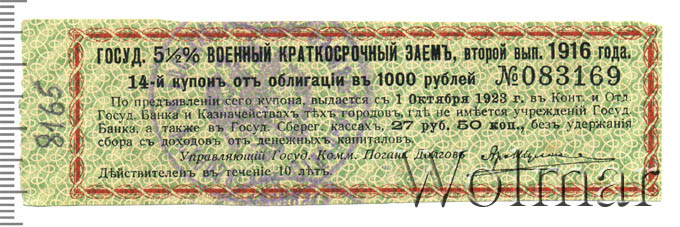 ГОСУД. 5½% ВОЕННЫЙ КРАТКОСРОЧНЫЙ ЗАЕМЪ, ВТОРОЙ ВЫП. 1916 ГОДА.
14-й купонъ отъ облигаціи въ 1000 рублей №083169
По предъявленіи сего купона, выдается съ 1 Октября 1923 г. въ Конт. и Отд.
Госуд. Банка и Казначействахъ тѣхъ городовъ, гдѣ не имѣется учрежденій Госуд.
Банка, а также въ Госуд. Сберег. кассахъ, 27 руб. 50 коп., безъ удержанія
сбора съ доходовъ отъ денежныхъ капиталовъ.
Управляющій Госуд. Комм. Погаш. Долговъ
Дѣйствителенъ въ теченіе 10 лѣтъ.
8165
Wolmar